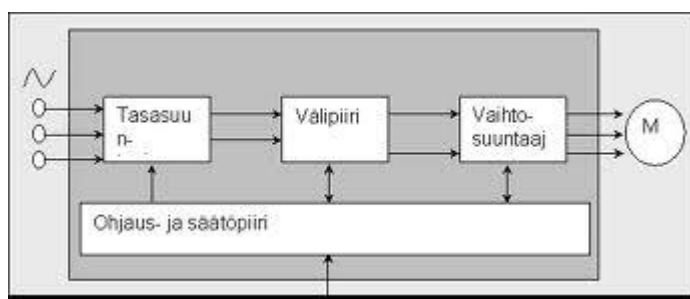 Tasasuu
n-
Välipiiri
Vaihto-
suuntaaj
M
Ohjaus- ja säätöpiiri